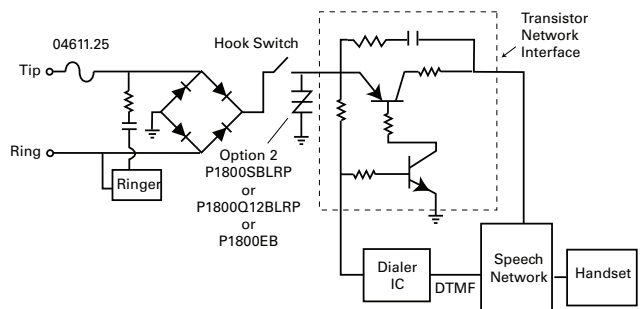 04611.25
Hook Switch
Transistor
Network
Interface
Tip
Ring
Ringer
Option 2
P1800SBLRP
or
P1800Q12BLRP
or
P1800EB
Dialer
IC
DTMF
Speech
Network
Handset